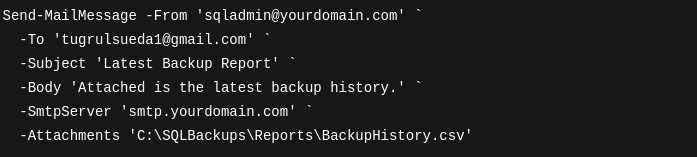 Send-MailMessage -From 'sqladmin@yourdomain.com' `
  -To 'tugrulsueda1@gmail.com' `
  -Subject 'Latest Backup Report' `
  -Body 'Attached is the latest backup history.' `
  -SmtpServer 'smtp.yourdomain.com' `
  -Attachments 'C:\SQLBackups\Reports\BackupHistory.csv'